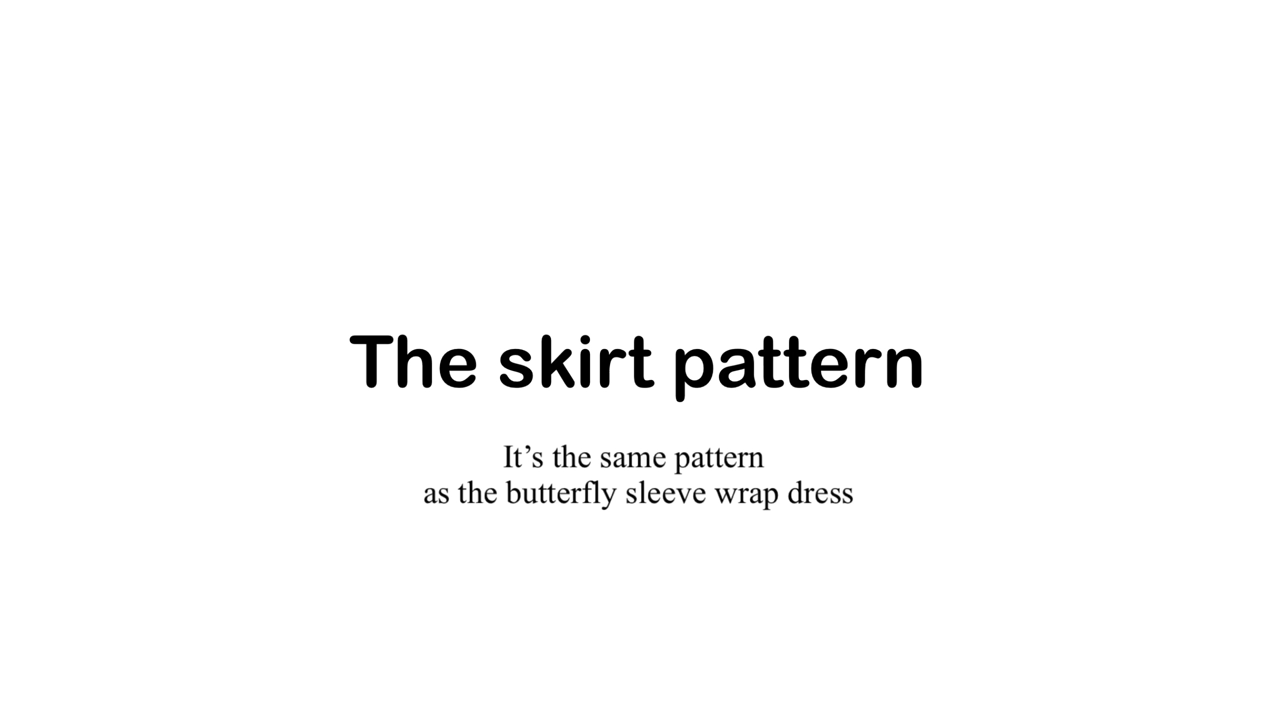 The skirt pattern
It’s the same pattern
as the butterfly sleeve wrap dress